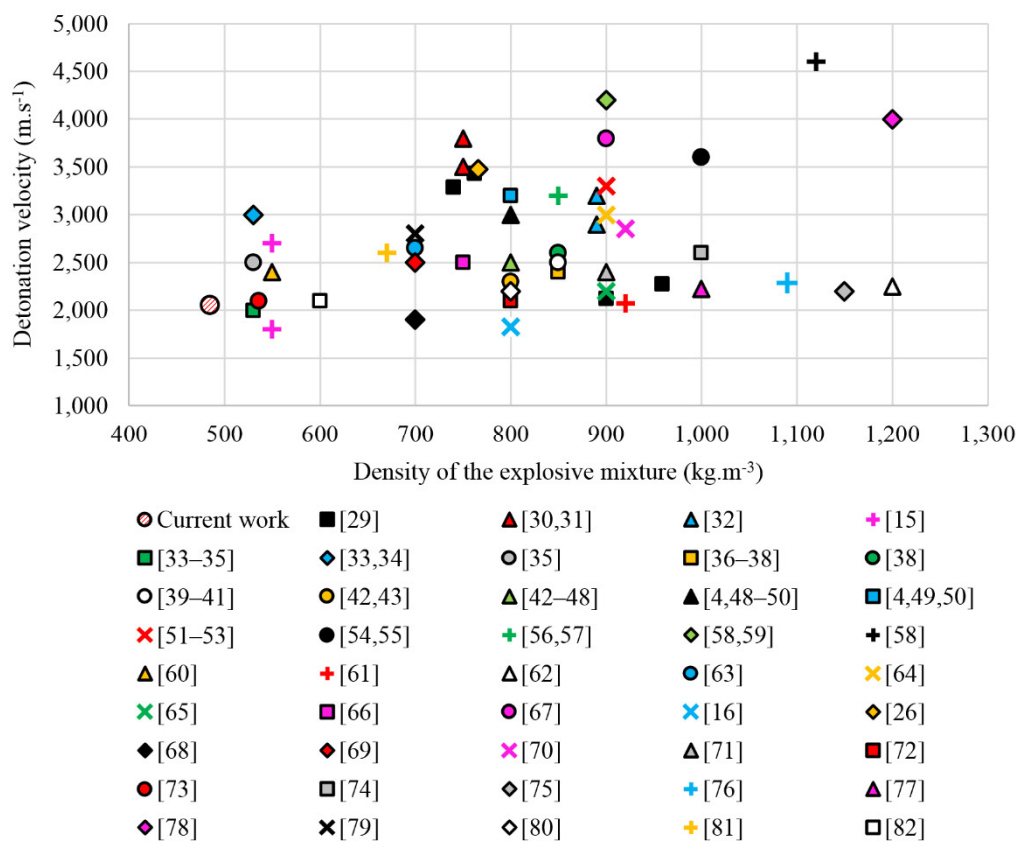 5,000
4,500
4,000
3,500
3,000
2,500
2,000
1,500
1,000
Detonation velocity (m.s-1)
400 500 600 700 800 900 1,000 1,100 1,200 1,300
Density of the explosive mixture (kg.m-3)
Current work [29] [30,31] [32] [15]
[33–35] [33,34] [35] [36–38] [38]
[39–41] [42,43] [42–48] [4,48–50] [4,49,50]
[51–53] [54,55] [56,57] [58,59] [58]
[60] [61] [62] [63] [64]
[65] [66] [67] [16] [26]
[68] [69] [70] [71] [72]
[73] [74] [75] [76] [77]
[78] [79] [80] [81] [82]